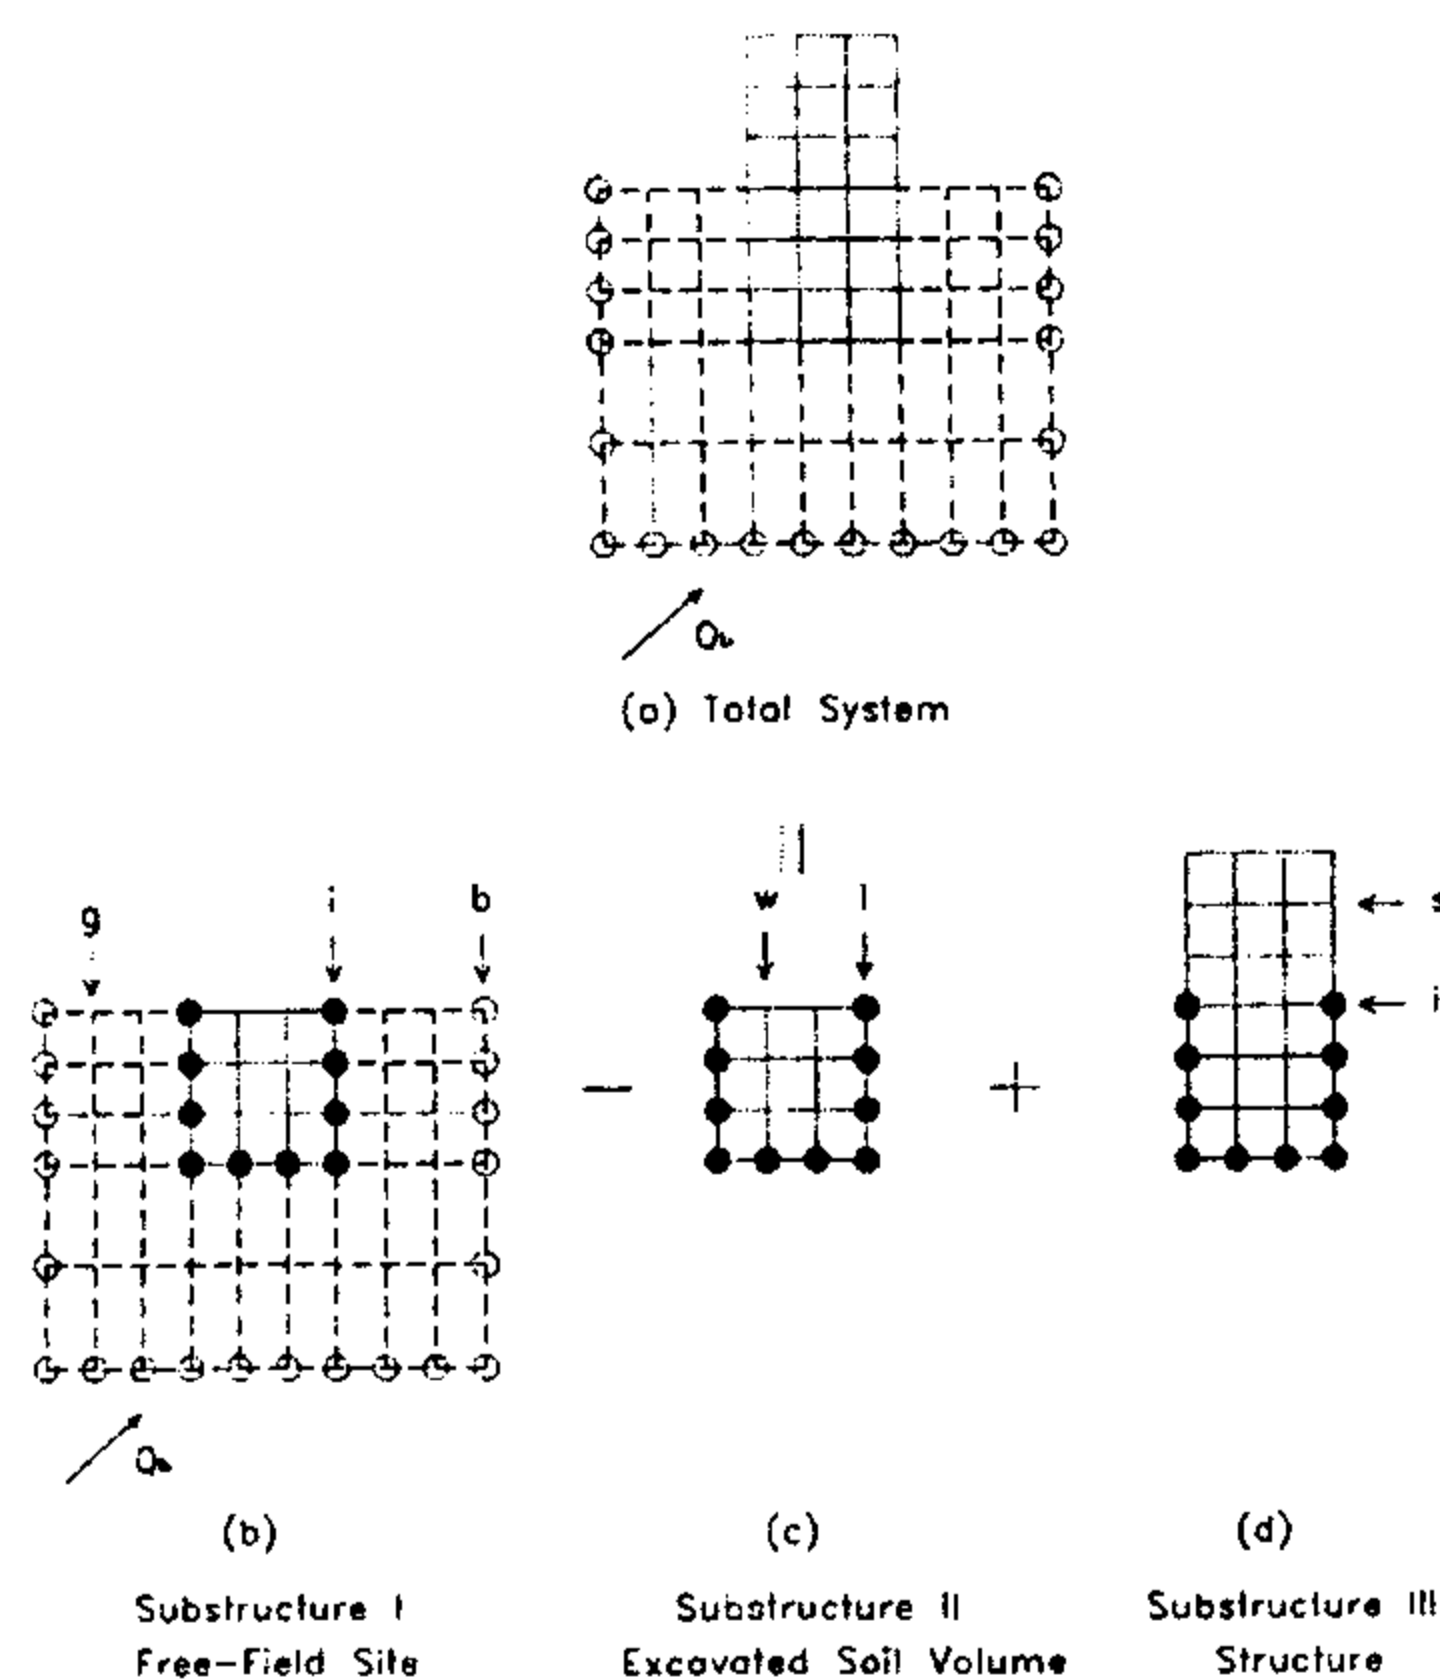 (a) Total System
g
i
b
w
s
i
(b)
(c)
(d)
Substructure I
Substructure II
Substructure III
Free-Field Site
Excavated Soil Volume
Structure